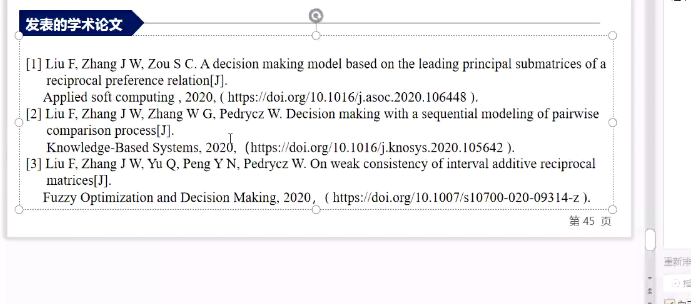 发表的学术论文
[1] Liu F, Zhang J W, Zou S C. A decision making model based on the leading principal submatrices of a
reciprocal preference relation[J].
Applied soft computing , 2020, ( https://doi.org/10.1016/j.asoc.2020.106448 ).
[2] Liu F, Zhang J W, Zhang W G, Pedrycz W. Decision making with a sequential modeling of pairwise
comparison process[J].
Knowledge-Based Systems, 2020,（https://doi.org/10.1016/j.knosys.2020.105642 ).
[3] Liu F, Zhang J W, Yu Q, Peng Y N, Pedrycz W. On weak consistency of interval additive reciprocal
matrices[J].
Fuzzy Optimization and Decision Making, 2020，( https://doi.org/10.1007/s10700-020-09314-z ).
第 45 页
重新排